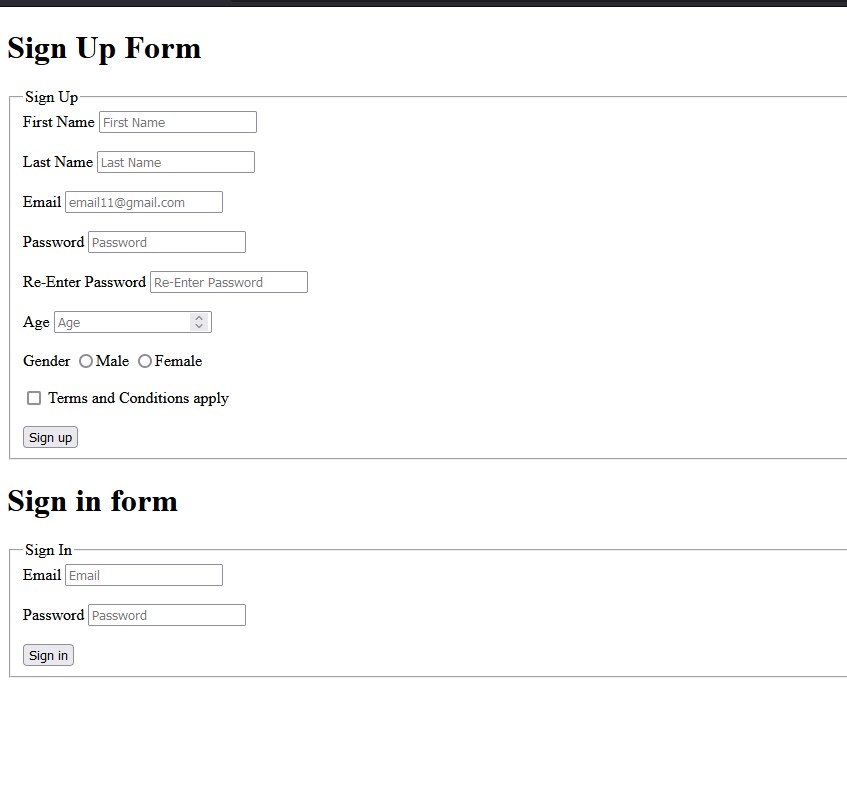 Sign Up Form
Sign Up
First Name First Name
Last Name Last Name
Email email11@gmail.com
Password Password
Re-Enter Password Re-Enter Password
Age Age
Gender Male Female
Terms and Conditions apply
Sign up
Sign in form
Sign In
Email Email
Password Password
Sign in